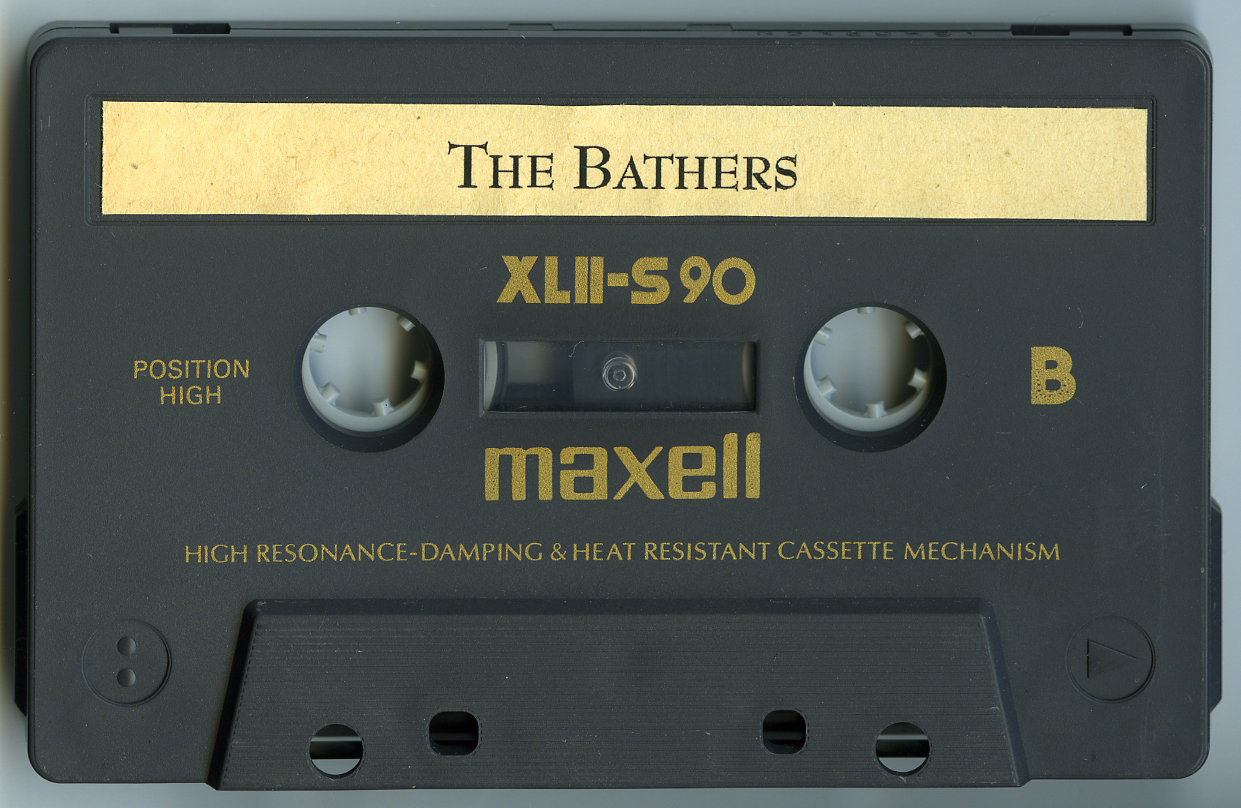 THE BATHERS
XLII-S 90
POSITION
HIGH
B
maxell
HIGH RESONANCE-DAMPING & HEAT RESISTANT CASSETTE MECHANISM